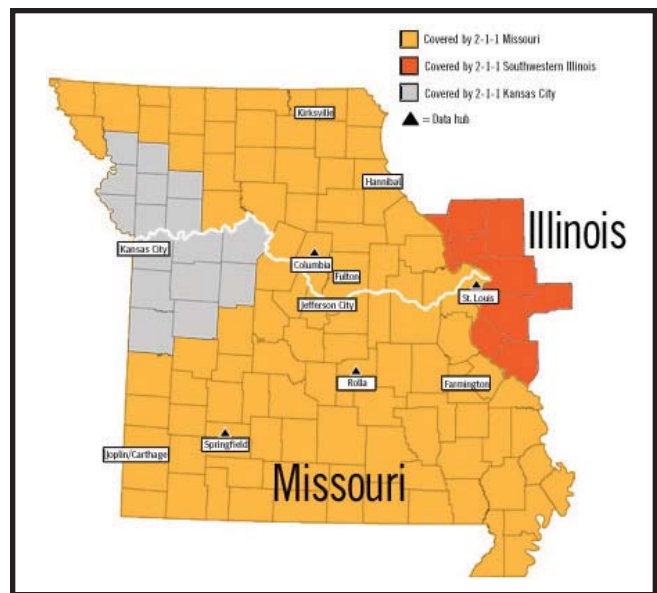 Covered by 2-1-1 Missouri
Covered by 2-1-1 Southwestern Illinois
Covered by 2-1-1 Kansas City
= Data hub
Kirksville
Hannibal
Illinois
Kansas City
Columbia
Fulton
St. Louis
Jefferson City
Rolla
Farmington
Springfield
Joplin/Carthage
Missouri